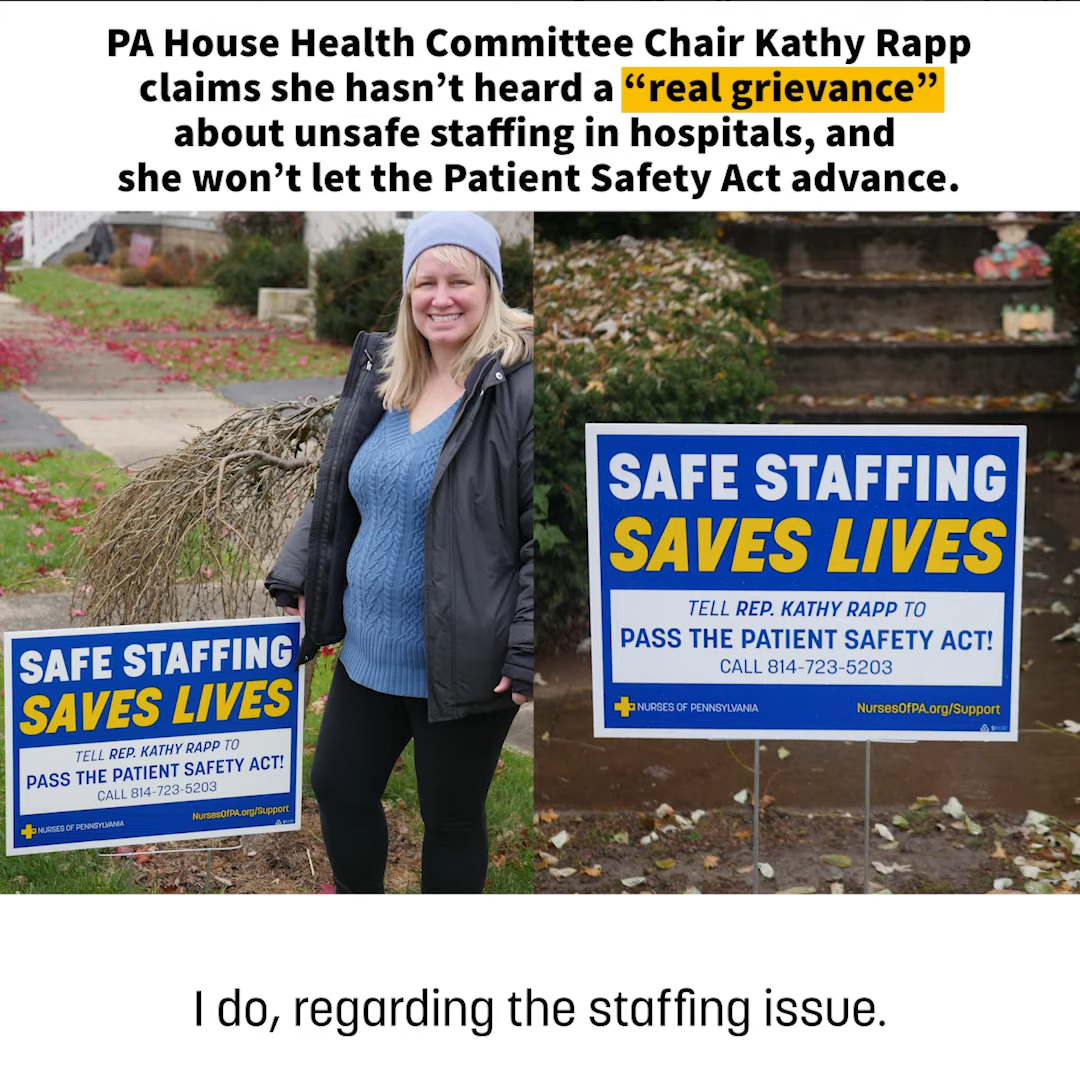 PA House Health Committee Chair Kathy Rapp
claims she hasn’t heard a “real grievance”
about unsafe staffing in hospitals, and
she won’t let the Patient Safety Act advance.
SAFE STAFFING
SAVES LIVES
TELL REP. KATHY RAPP TO
PASS THE PATIENT SAFETY ACT!
CALL 814-723-5203
NURSES OF PENNSYLVANIA
NursesOfPA.org/Support
SAFE STAFFING
SAVES LIVES
TELL REP. KATHY RAPP TO
PASS THE PATIENT SAFETY ACT!
CALL 814-723-5203
NURSES OF PENNSYLVANIA
NursesOfPA.org/Support
I do, regarding the staffing issue.